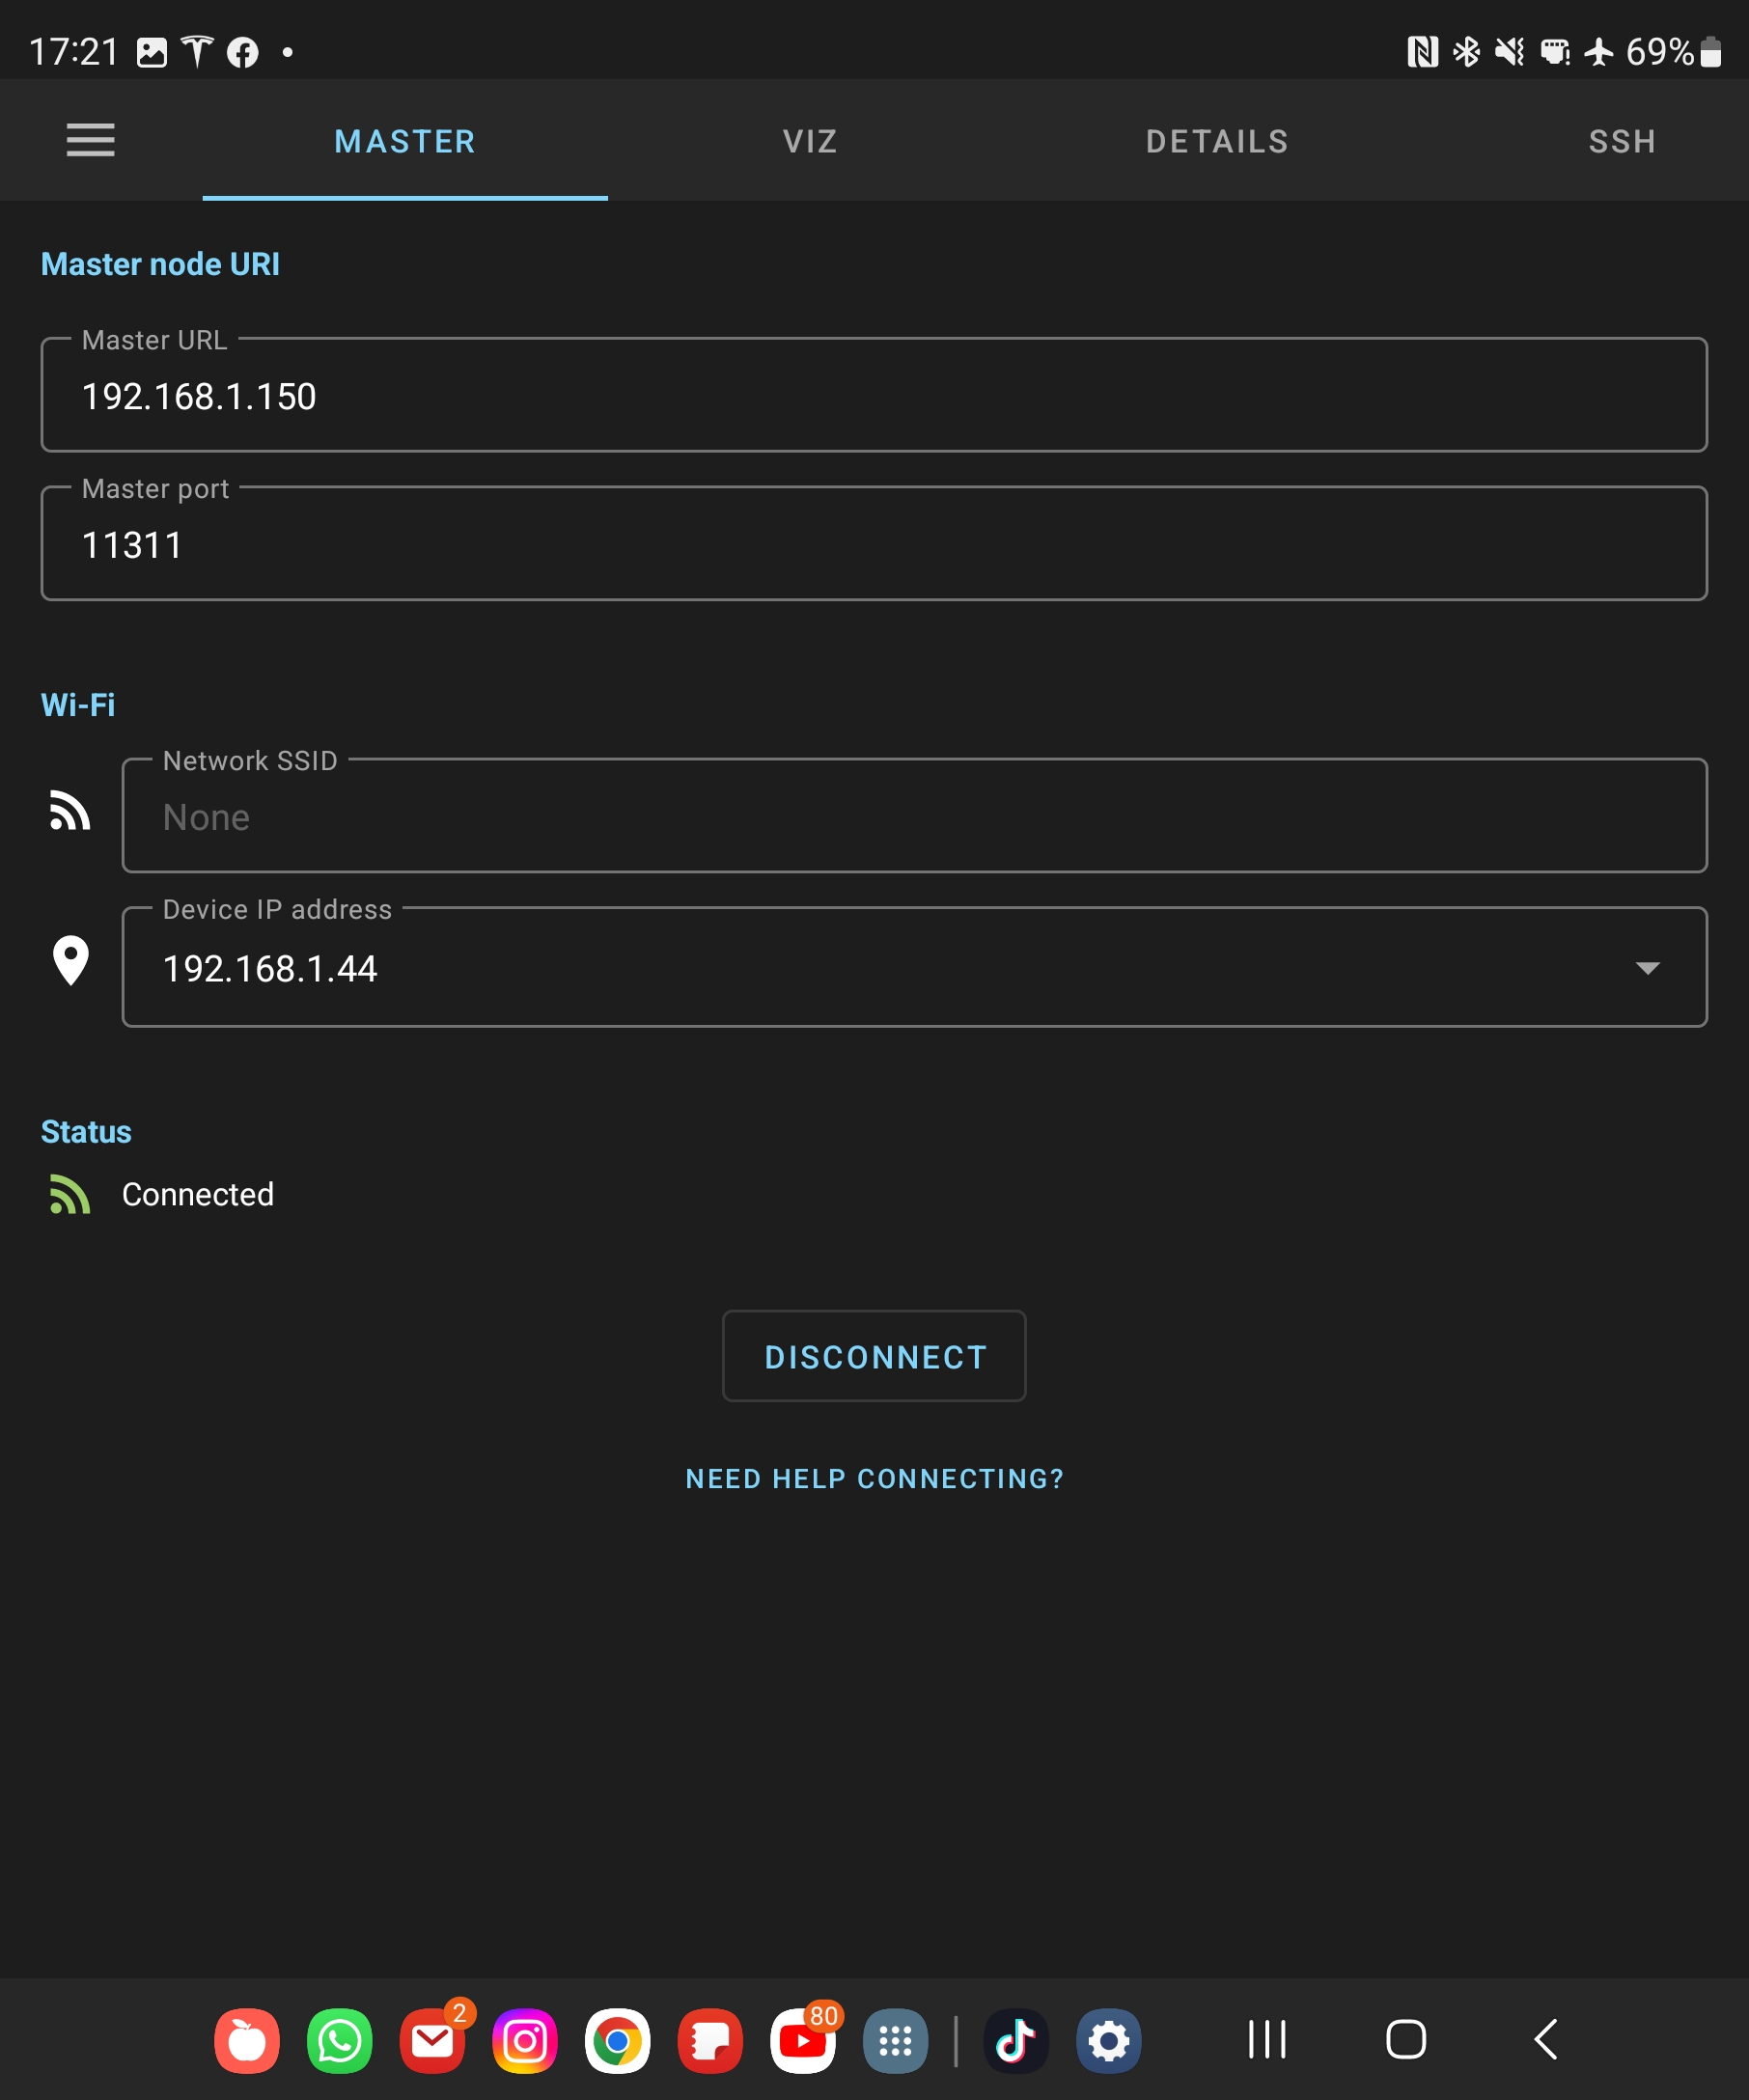 17:21
69%
MASTER VIZ DETAILS SSH
Master node URI
Master URL
192.168.1.150
Master port
11311
Wi-Fi
Network SSID
None
Device IP address
192.168.1.44
Status
Connected
DISCONNECT
NEED HELP CONNECTING?
2
80